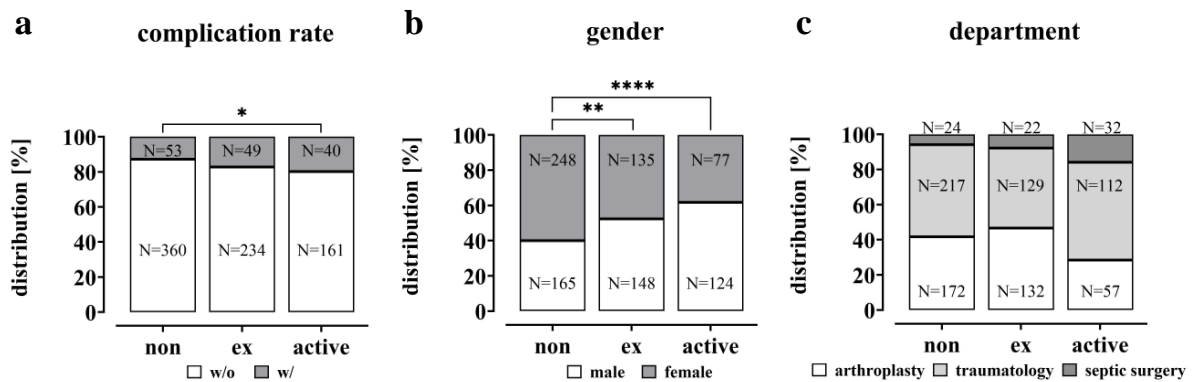 a
complication rate
*
distribution [%]
100
80
60
40
20
0
N=53
N=49
N=40
N=360
N=234
N=161
non
ex
active
w/o
w/
b
gender
****
**
distribution [%]
100
80
60
40
20
0
N=248
N=135
N=77
N=165
N=148
N=124
non
ex
active
male
female
c
department
distribution [%]
100
80
60
40
20
0
N=24
N=22
N=32
N=217
N=129
N=112
N=172
N=132
N=57
non
ex
active
arthroplasty
traumatology
septic surgery